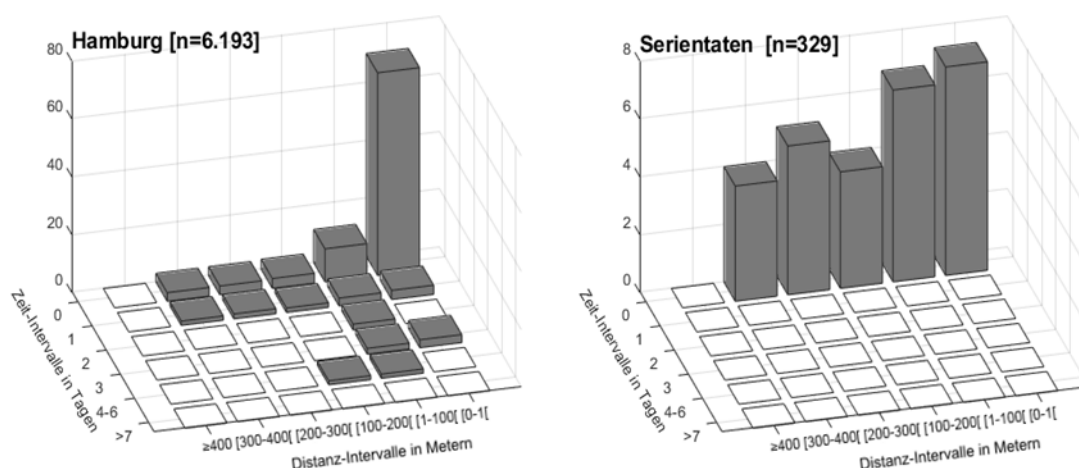 Hamburg [n=6.193]
80
60
40
20
0
0
1
2
3
4-6
>7
Zeit-Intervalle in Tagen
≥400 [300-400[ [200-300[ [100-200[ [1-100[ [0-1[
Distanz-Intervalle in Metern
Serientaten [n=329]
8
6
4
2
0
0
1
2
3
4-6
>7
Zeit-Intervalle in Tagen
≥400 [300-400[ [200-300[ [100-200[ [1-100[ [0-1[
Distanz-Intervalle in Metern